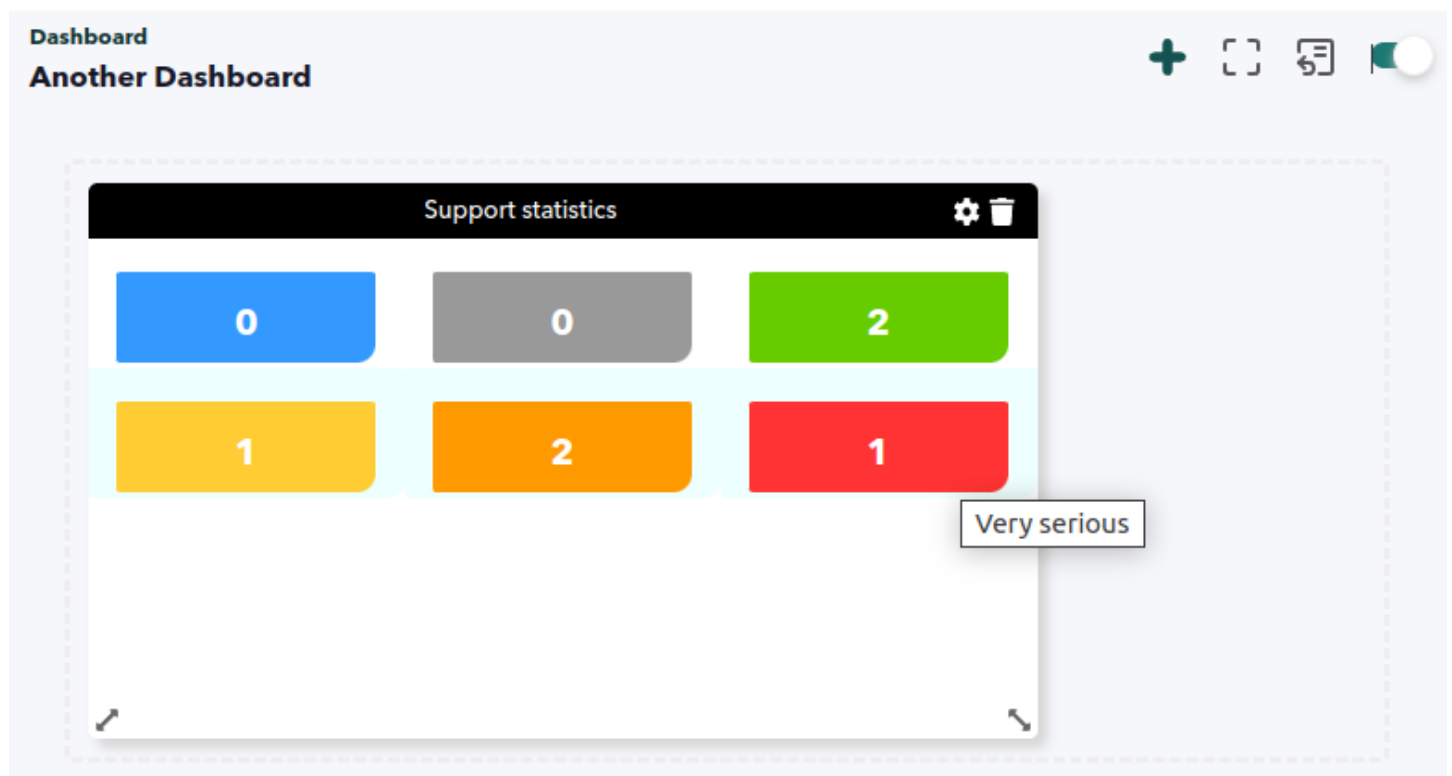 Dashboard
Another Dashboard
Support statistics
0 0 2
1 2 1
Very serious